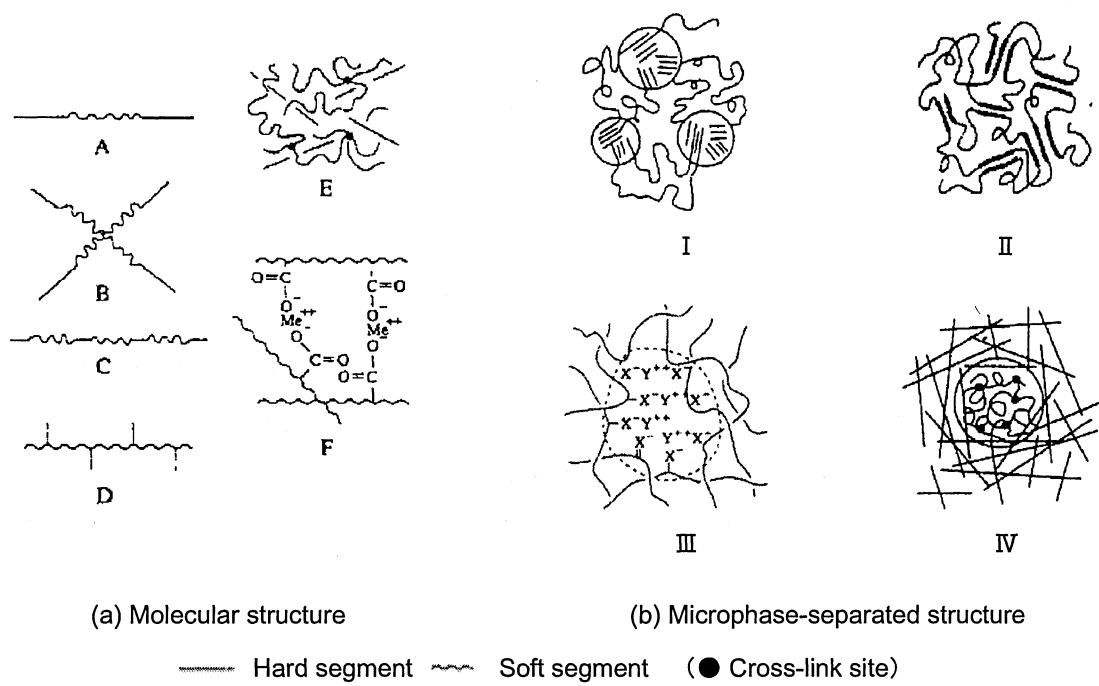 A
B
C
D
E
O=C
O⁻
Me⁺⁺
O⁻
C=O
C=O
O⁻
Me⁺⁺
O⁻
O=C
F
I
II
X⁻Y⁺⁺X⁻
X⁻Y⁺⁺X⁻
X⁻Y⁺⁺
X⁻ Y⁺⁺X⁻
X⁻
III
IV
(a) Molecular structure
(b) Microphase-separated structure
Hard segment
Soft segment
(● Cross-link site)